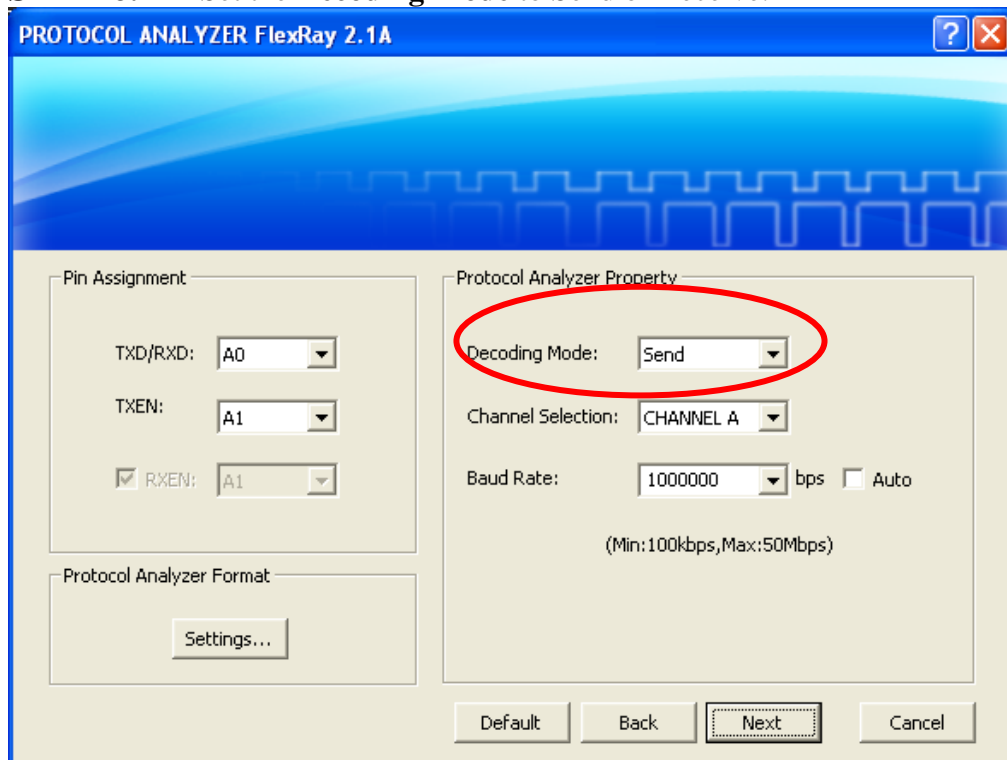 PROTOCOL ANALYZER FlexRay 2.1A
Pin Assignment
TXD/RXD: A0
TXEN: A1
RXEN: A1
Protocol Analyzer Format
Settings...
Protocol Analyzer Property
Decoding Mode: Send
Channel Selection: CHANNEL A
Baud Rate: 1000000 bps Auto
(Min:100kbps,Max:50Mbps)
Default Back Next Cancel